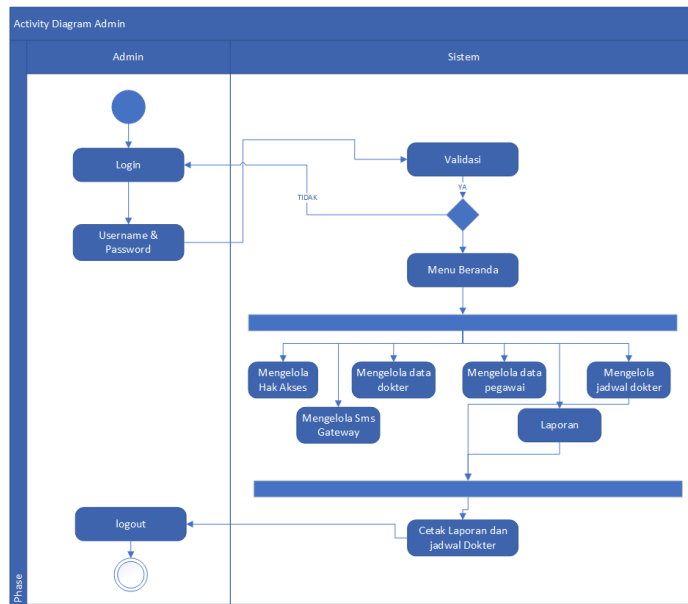 Activity Diagram Admin
Admin
Sistem
Login
Validasi
YA
TIDAK
Username &
Password
Menu Beranda
Mengelola
Hak Akses
Mengelola data
dokter
Mengelola data
pegawai
Mengelola
jadwal dokter
Mengelola Sms
Gateway
Laporan
logout
Cetak Laporan dan
jadwal Dokter
Phase